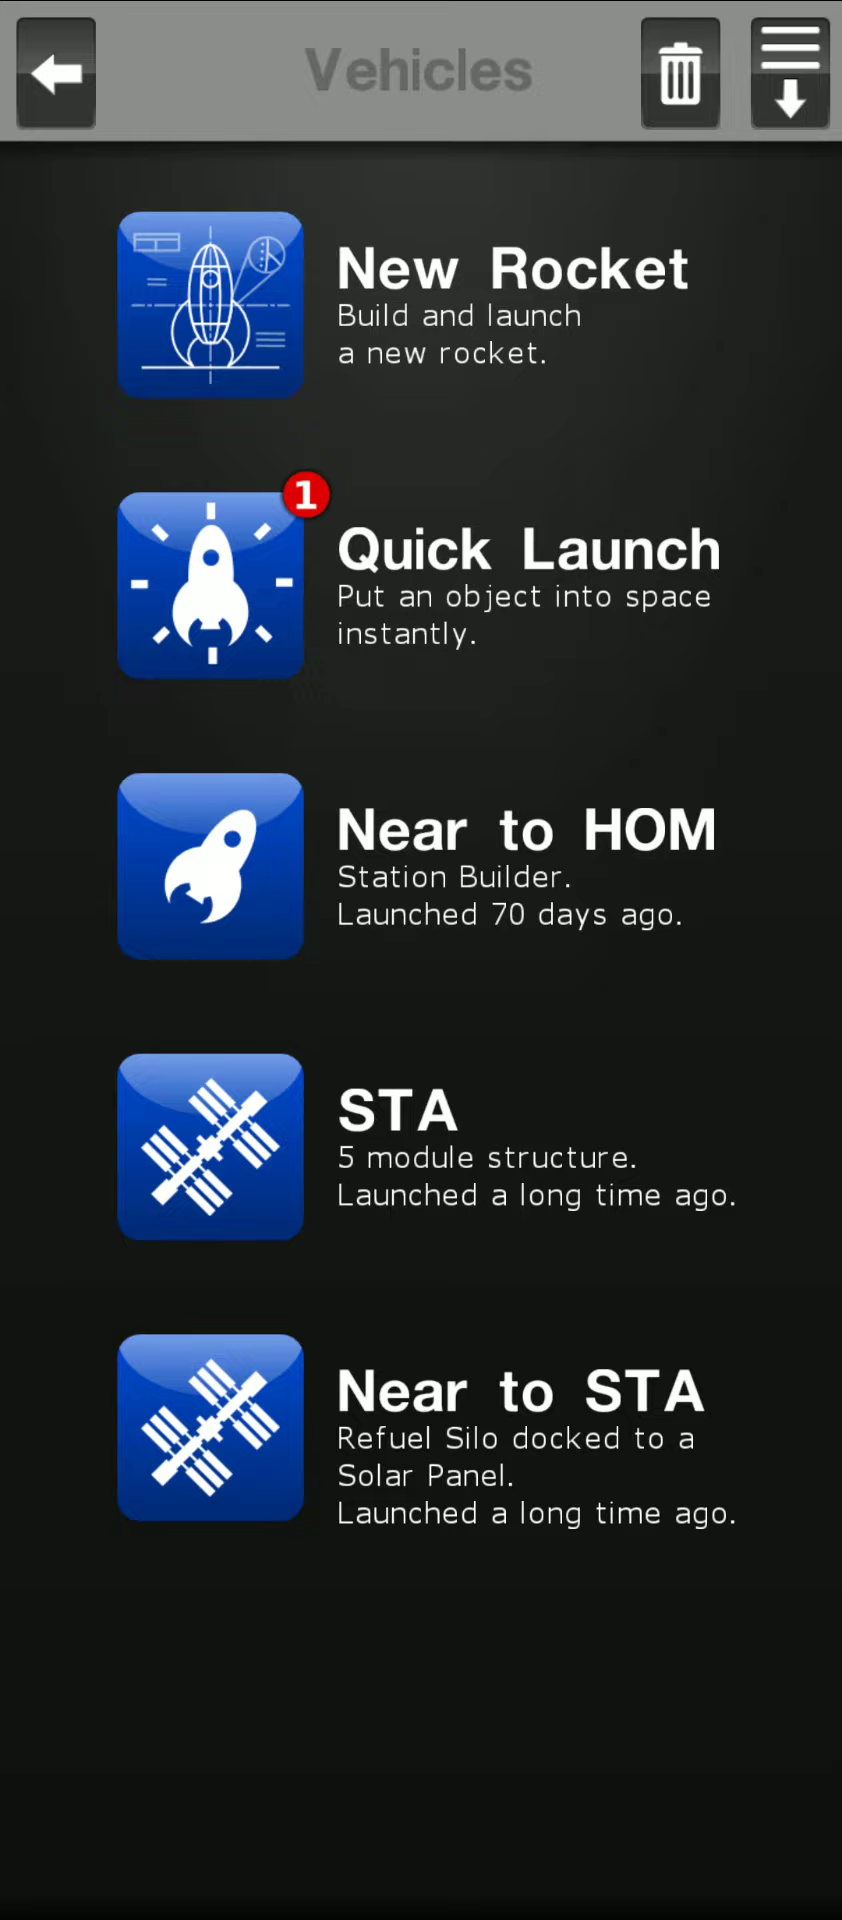 Vehicles
New Rocket
Build and launch
a new rocket.
1
Quick Launch
Put an object into space
instantly.
Near to HOM
Station Builder.
Launched 70 days ago.
STA
5 module structure.
Launched a long time ago.
Near to STA
Refuel Silo docked to a
Solar Panel.
Launched a long time ago.